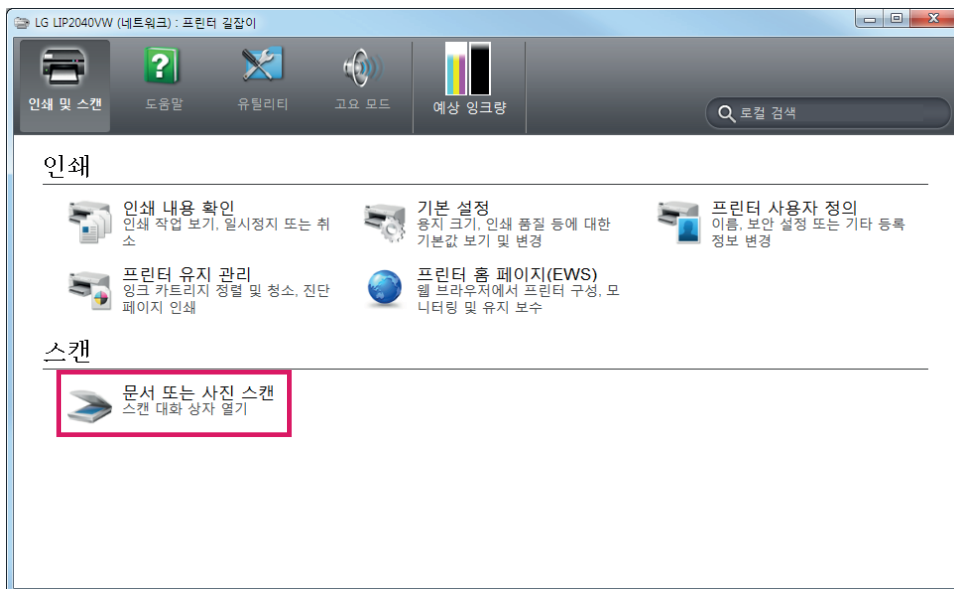 LG LIP2040VW (네트워크) : 프린터 길잡이
인쇄 및 스캔
도움말
유틸리티
고요 모드
예상 잉크량
로컬 검색
인쇄
인쇄 내용 확인
인쇄 작업 보기, 일시정지 또는 취
소
기본 설정
용지 크기, 인쇄 품질 등에 대한
기본값 보기 및 변경
프린터 사용자 정의
이름, 보안 설정 또는 기타 등록
정보 변경
프린터 유지 관리
잉크 카트리지 정렬 및 청소, 진단
페이지 인쇄
프린터 홈 페이지(EWS)
웹 브라우저에서 프린터 구성, 모
니터링 및 유지 보수
스캔
문서 또는 사진 스캔
스캔 대화 상자 열기